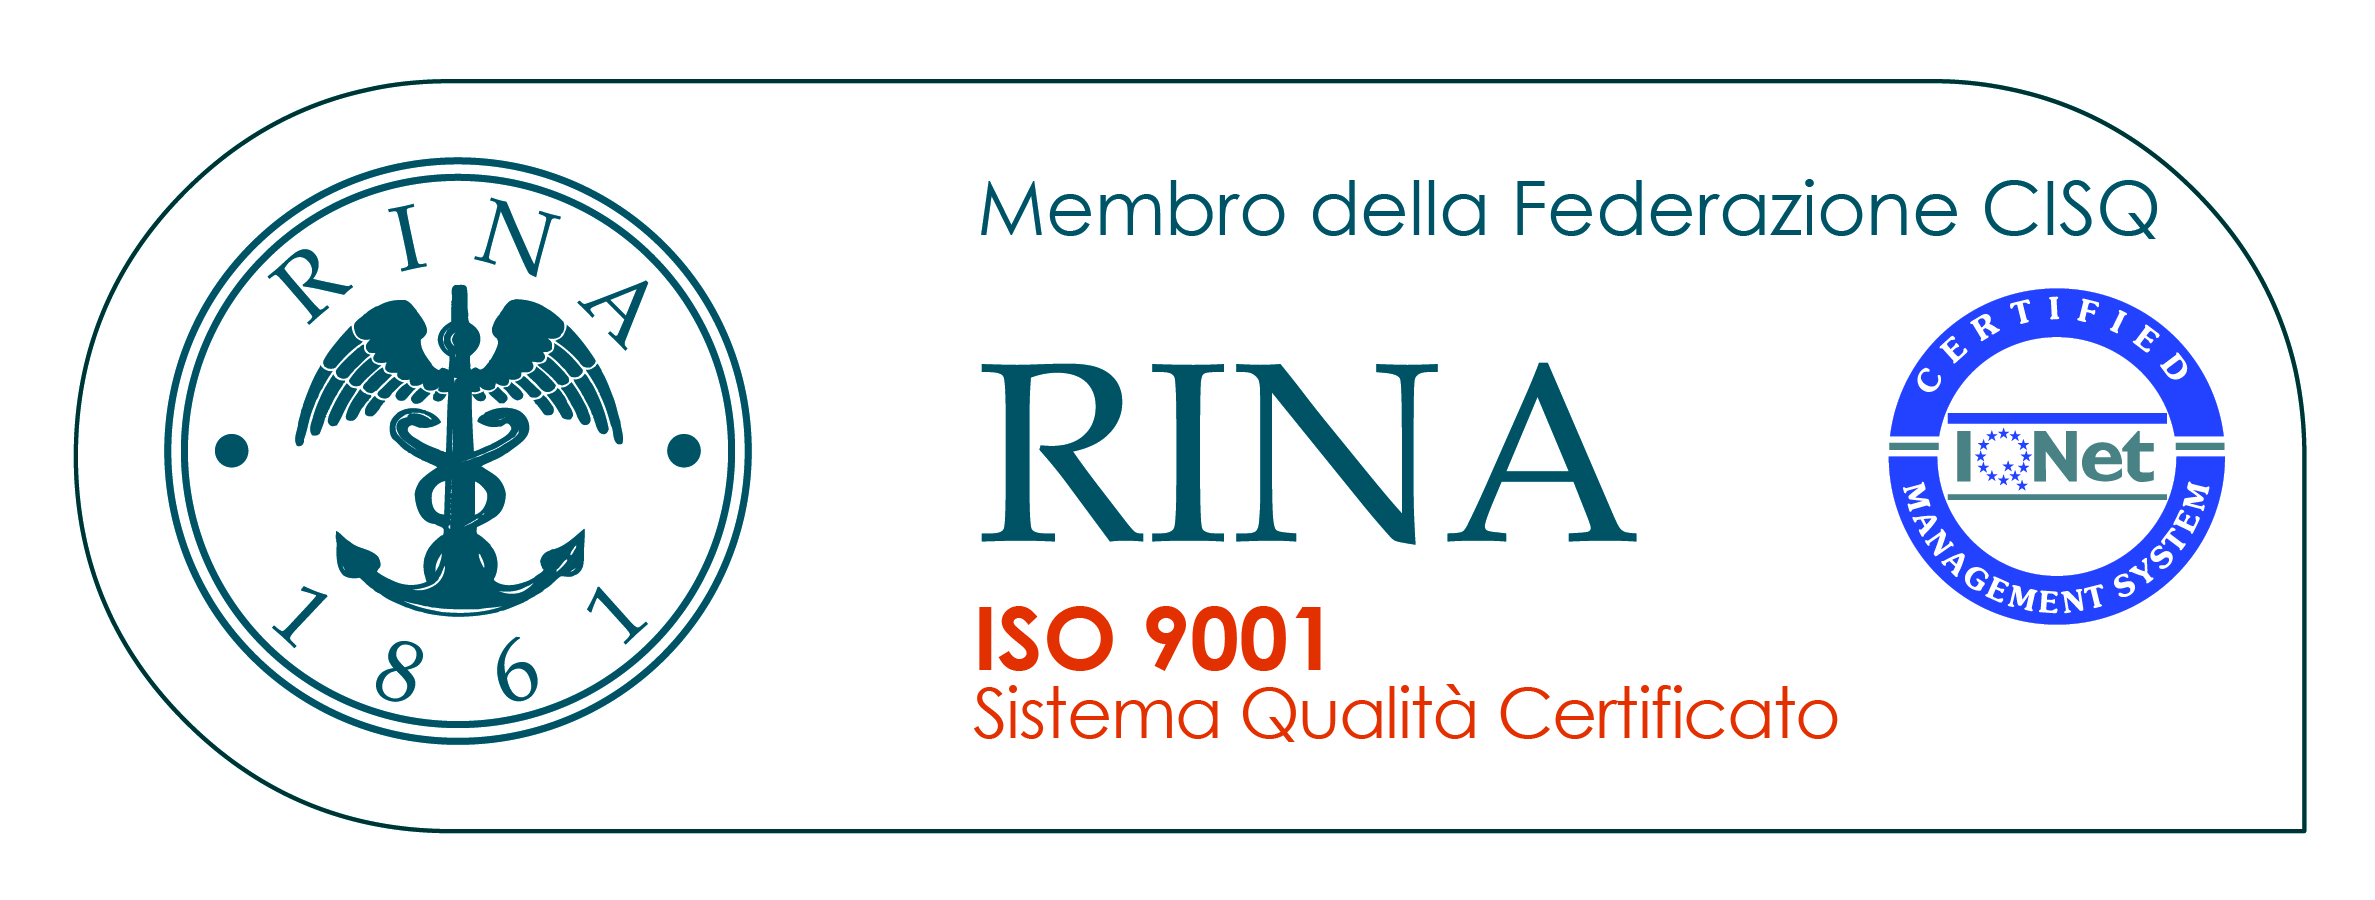 RINA
1861
Membro della Federazione CISQ
RINA
ISO 9001
Sistema Qualità Certificato
CERTIFIED
IQNet
MANAGEMENT SYSTEM